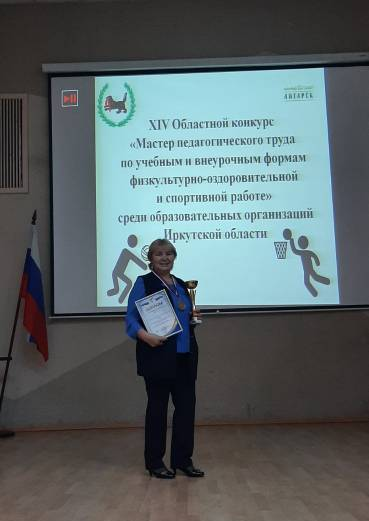 АНГАРСК
XIV Областной конкурс
«Мастер педагогического труда
по учебным и внеурочным формам
физкультурно-оздоровительной
и спортивной работе»
среди образовательных организаций
Иркутской области